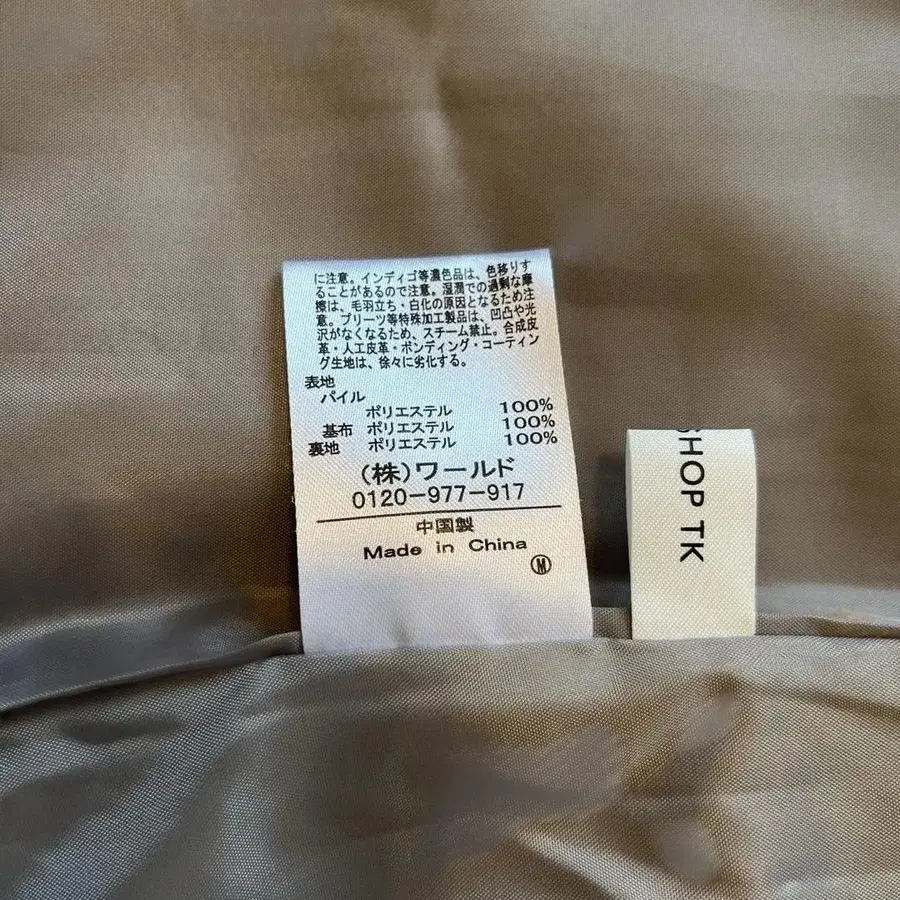 に注意。インディゴ等濃色品は、色移りす
ることがあるので注意。湿潤での過剰な摩
擦は、毛羽立ち・白化の原因となるため注
意。プリーツ等特殊加工製品は、凹凸や光
沢がなくなるため、スチーム禁止。合成皮
革・人工皮革・ボンディング・コーティン
グ生地は、徐々に劣化する。
表地
パイル
ポリエステル 100%
基布 ポリエステル 100%
裏地 ポリエステル 100%
(株)ワールド
0120-977-917
中国製
Made in China
Ⓜ
SHOP TK